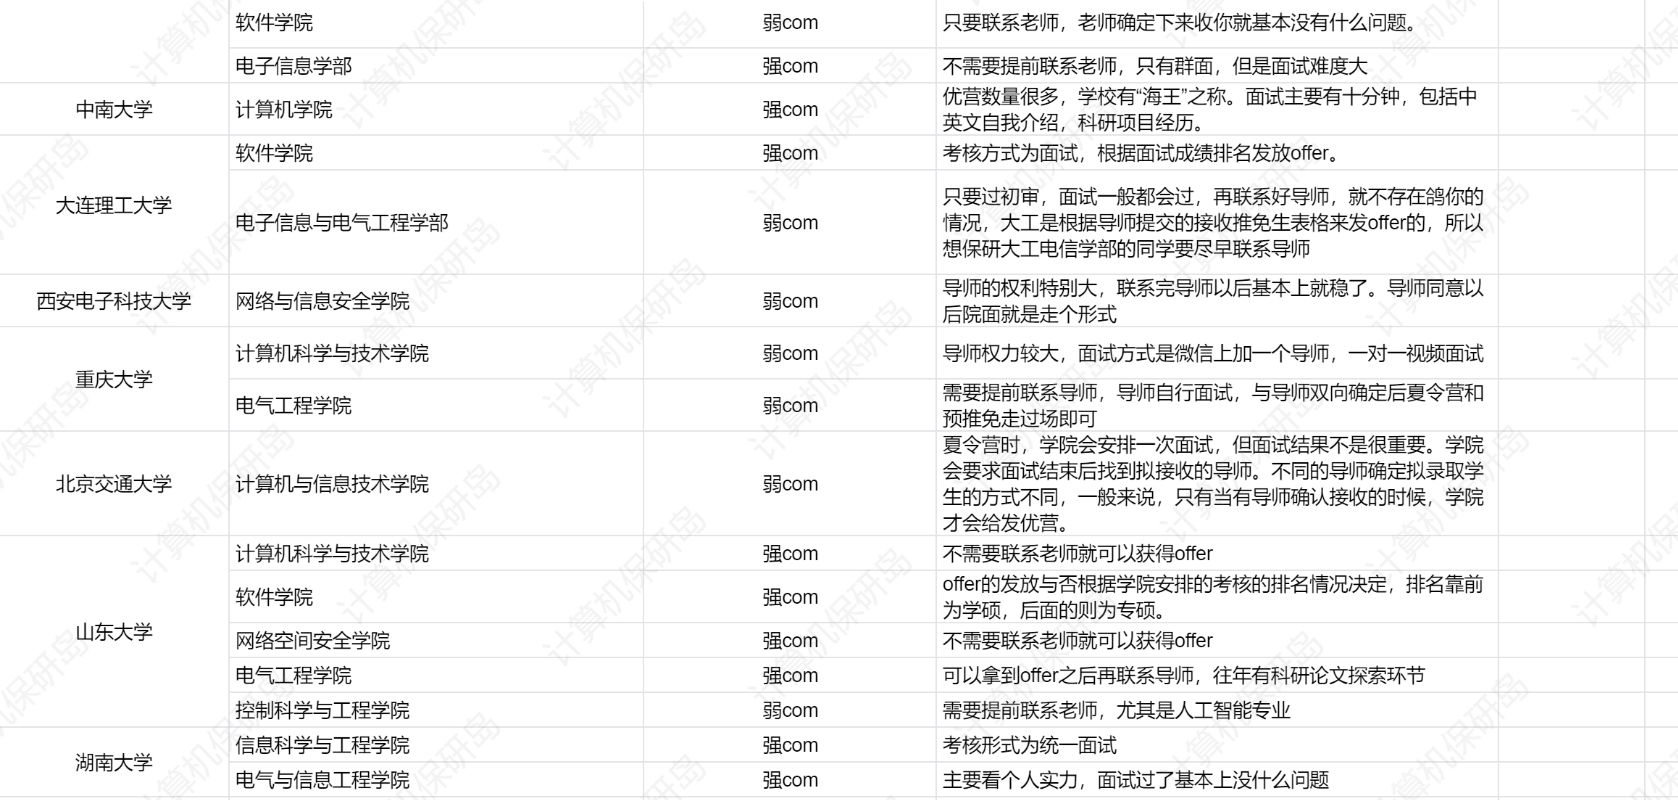 软件学院 弱com 只要联系老师，老师确定下来收你就基本没有什么问题。
电子信息学部 强com 不需要提前联系老师，只有群面，但是面试难度大
中南大学 计算机学院 强com 优营数量很多，学校有“海王”之称。面试主要有十分钟，包括中
英文自我介绍，科研项目经历。
大连理工大学
软件学院 强com 考核方式为面试，根据面试成绩排名发放offer。
电子信息与电气工程学部 弱com 只要过初审，面试一般都会过，再联系好导师，就不存在鸽你的
情况，大工是根据导师提交的接收推免生表格来发offer的，所以
想保研大工电信学部的同学要尽早联系导师
西安电子科技大学 网络与信息安全学院 弱com 导师的权利特别大，联系完导师以后基本上就稳了。导师同意以
后院面就是走个形式
重庆大学
计算机科学与技术学院 弱com 导师权力较大，面试方式是微信上加一个导师，一对一视频面试
电气工程学院 弱com 需要提前联系导师，导师自行面试，与导师双向确定后夏令营和
预推免走过场即可
北京交通大学 计算机与信息技术学院 弱com 夏令营时，学院会安排一次面试，但面试结果不是很重要。学院
会要求面试结束后找到拟接收的导师。不同的导师确定拟录取学
生的方式不同，一般来说，只有当有导师确认接收的时候，学院
才会给发优营。
山东大学
计算机科学与技术学院 强com 不需要联系老师就可以获得offer
软件学院 强com offer的发放与否根据学院安排的考核的排名情况决定，排名靠前
为学硕，后面的则为专硕。
网络空间安全学院 强com 不需要联系老师就可以获得offer
电气工程学院 强com 可以拿到offer之后再联系导师，往年有科研论文探索环节
控制科学与工程学院 弱com 需要提前联系老师，尤其是人工智能专业
湖南大学
信息科学与工程学院 强com 考核形式为统一面试
电气与信息工程学院 强com 主要看个人实力，面试过了基本上没什么问题
计算机保研岛